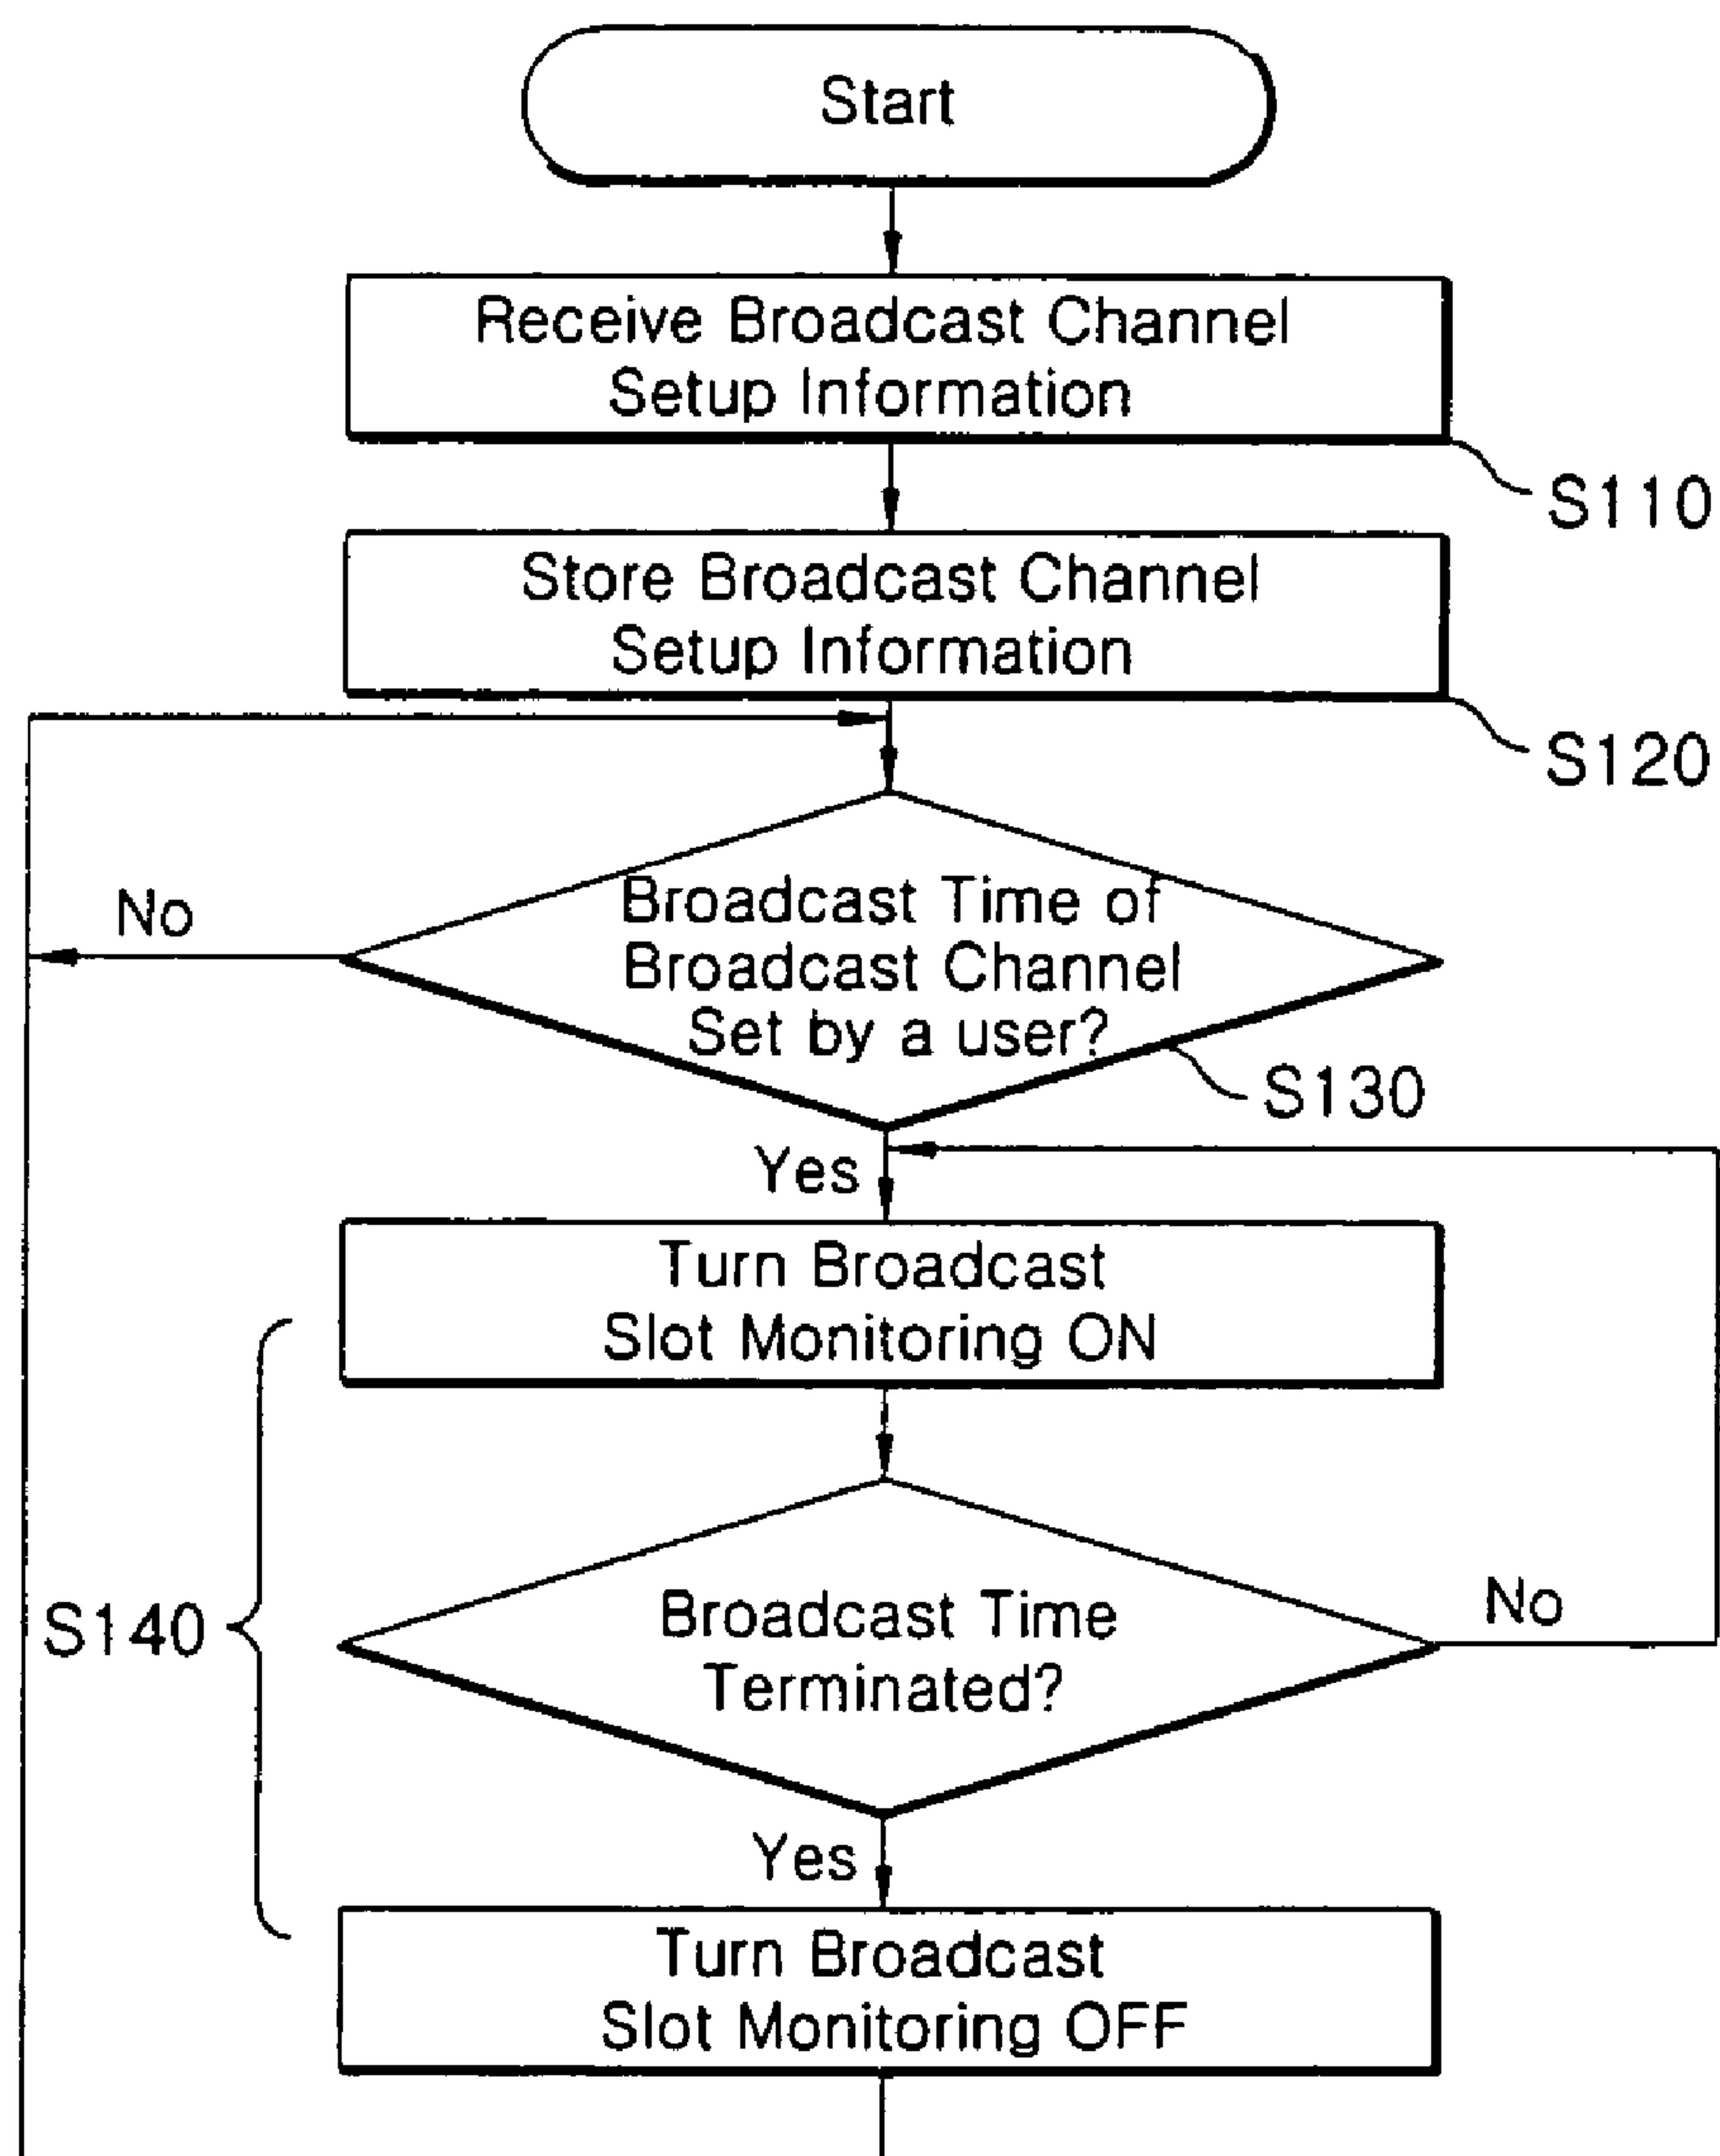 Start
Receive Broadcast Channel
Setup Information
S110
Store Broadcast Channel
Setup Information
S120
Broadcast Time of
Broadcast Channel
Set by a user?
No
S130
Yes
Turn Broadcast
Slot Monitoring ON
S140
Broadcast Time
Terminated?
No
Yes
Turn Broadcast
Slot Monitoring OFF